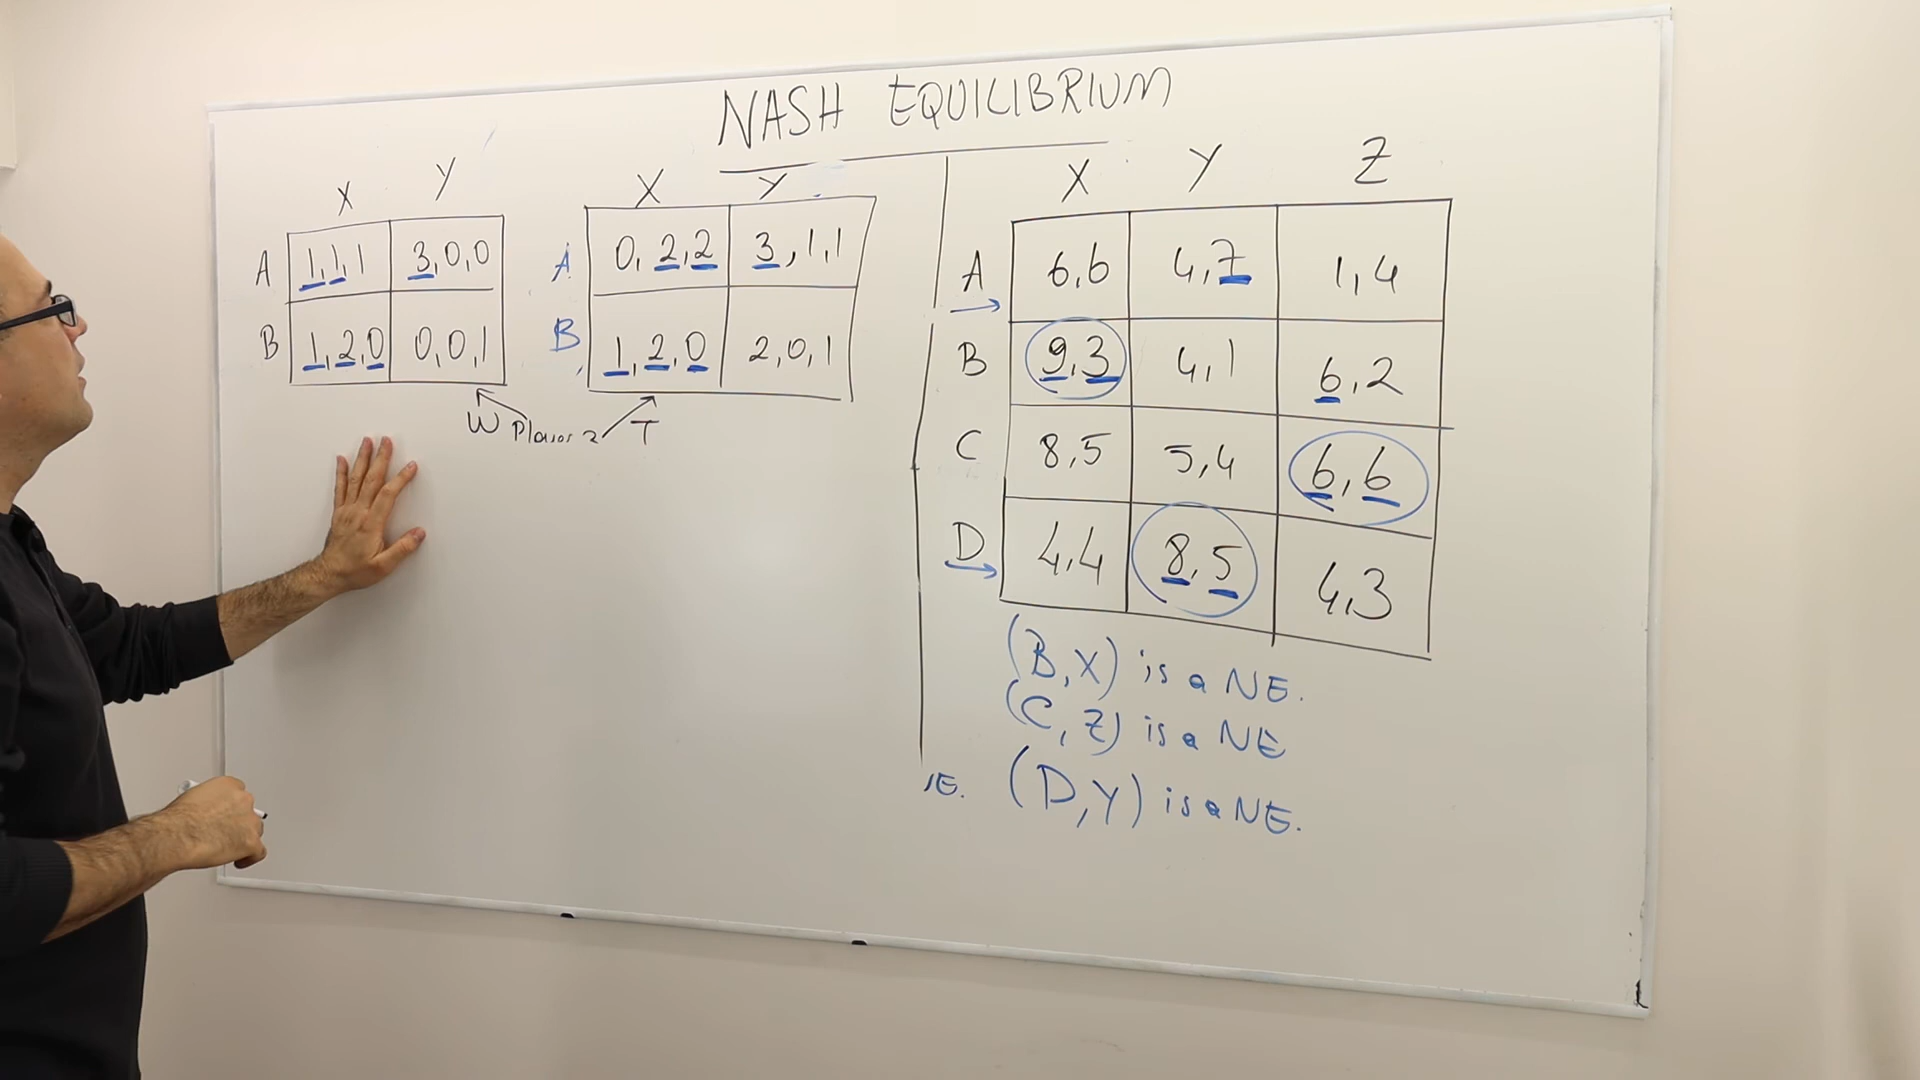 NASH EQUILIBRIUM
X Y
A 1,1,1 3,0,0
B 1,2,0 0,0,1
W
X Y
A 0,2,2 3,1,1
B 1,2,0 2,0,1
T
X Y Z
A 6,6 4,7 1,4
B 9,3 4,1 6,2
C 8,5 5,4 6,6
D 4,4 8,5 4,3
(B,X) is a NE.
(C,Z) is a NE
(D,Y) is a NE.